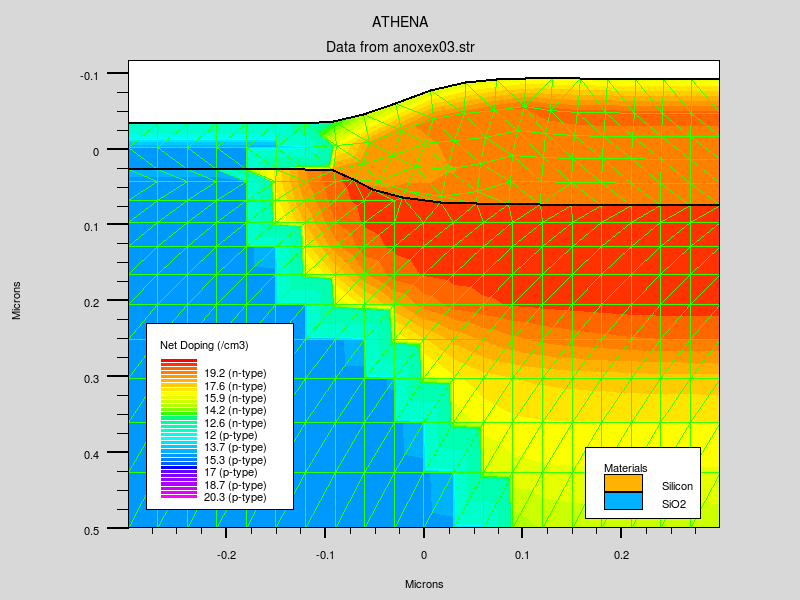 ATHENA
Data from anoxex03.str
-0.1
0
0.1
0.2
0.3
0.4
0.5
Microns
Net Doping (/cm3)
19.2 (n-type)
17.6 (n-type)
15.9 (n-type)
14.2 (n-type)
12.6 (n-type)
12 (p-type)
13.7 (p-type)
15.3 (p-type)
17 (p-type)
18.7 (p-type)
20.3 (p-type)
Materials
Silicon
SiO2
-0.2
-0.1
0
0.1
0.2
Microns